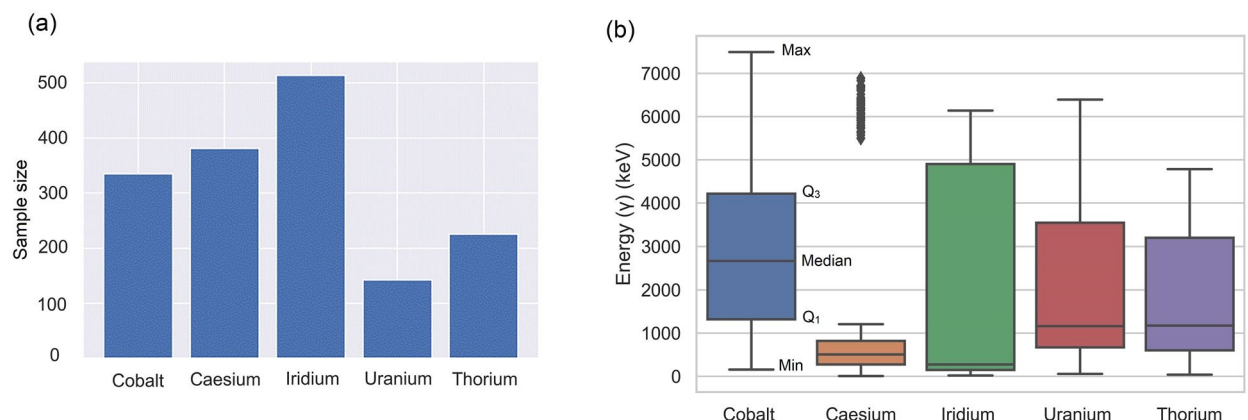 (a)
Sample size
500
400
300
200
100
0
Cobalt Caesium Iridium Uranium Thorium
(b)
Energy (γ) (keV)
7000
6000
5000
4000
3000
2000
1000
0
Max
Q3
Median
Q1
Min
Cobalt Caesium Iridium Uranium Thorium